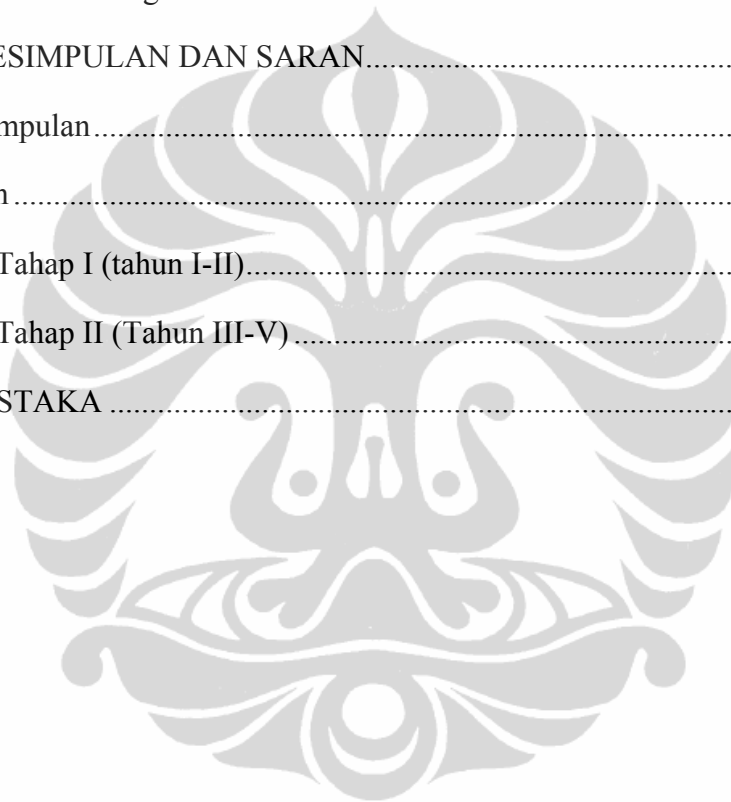 ESIMPULAN DAN SARAN........................................................
mpulan...............................................................................................
n..........................................................................................................
Tahap I (tahun I-II)...........................................................................
Tahap II (Tahun III-V).....................................................................
STAKA.............................................................................................